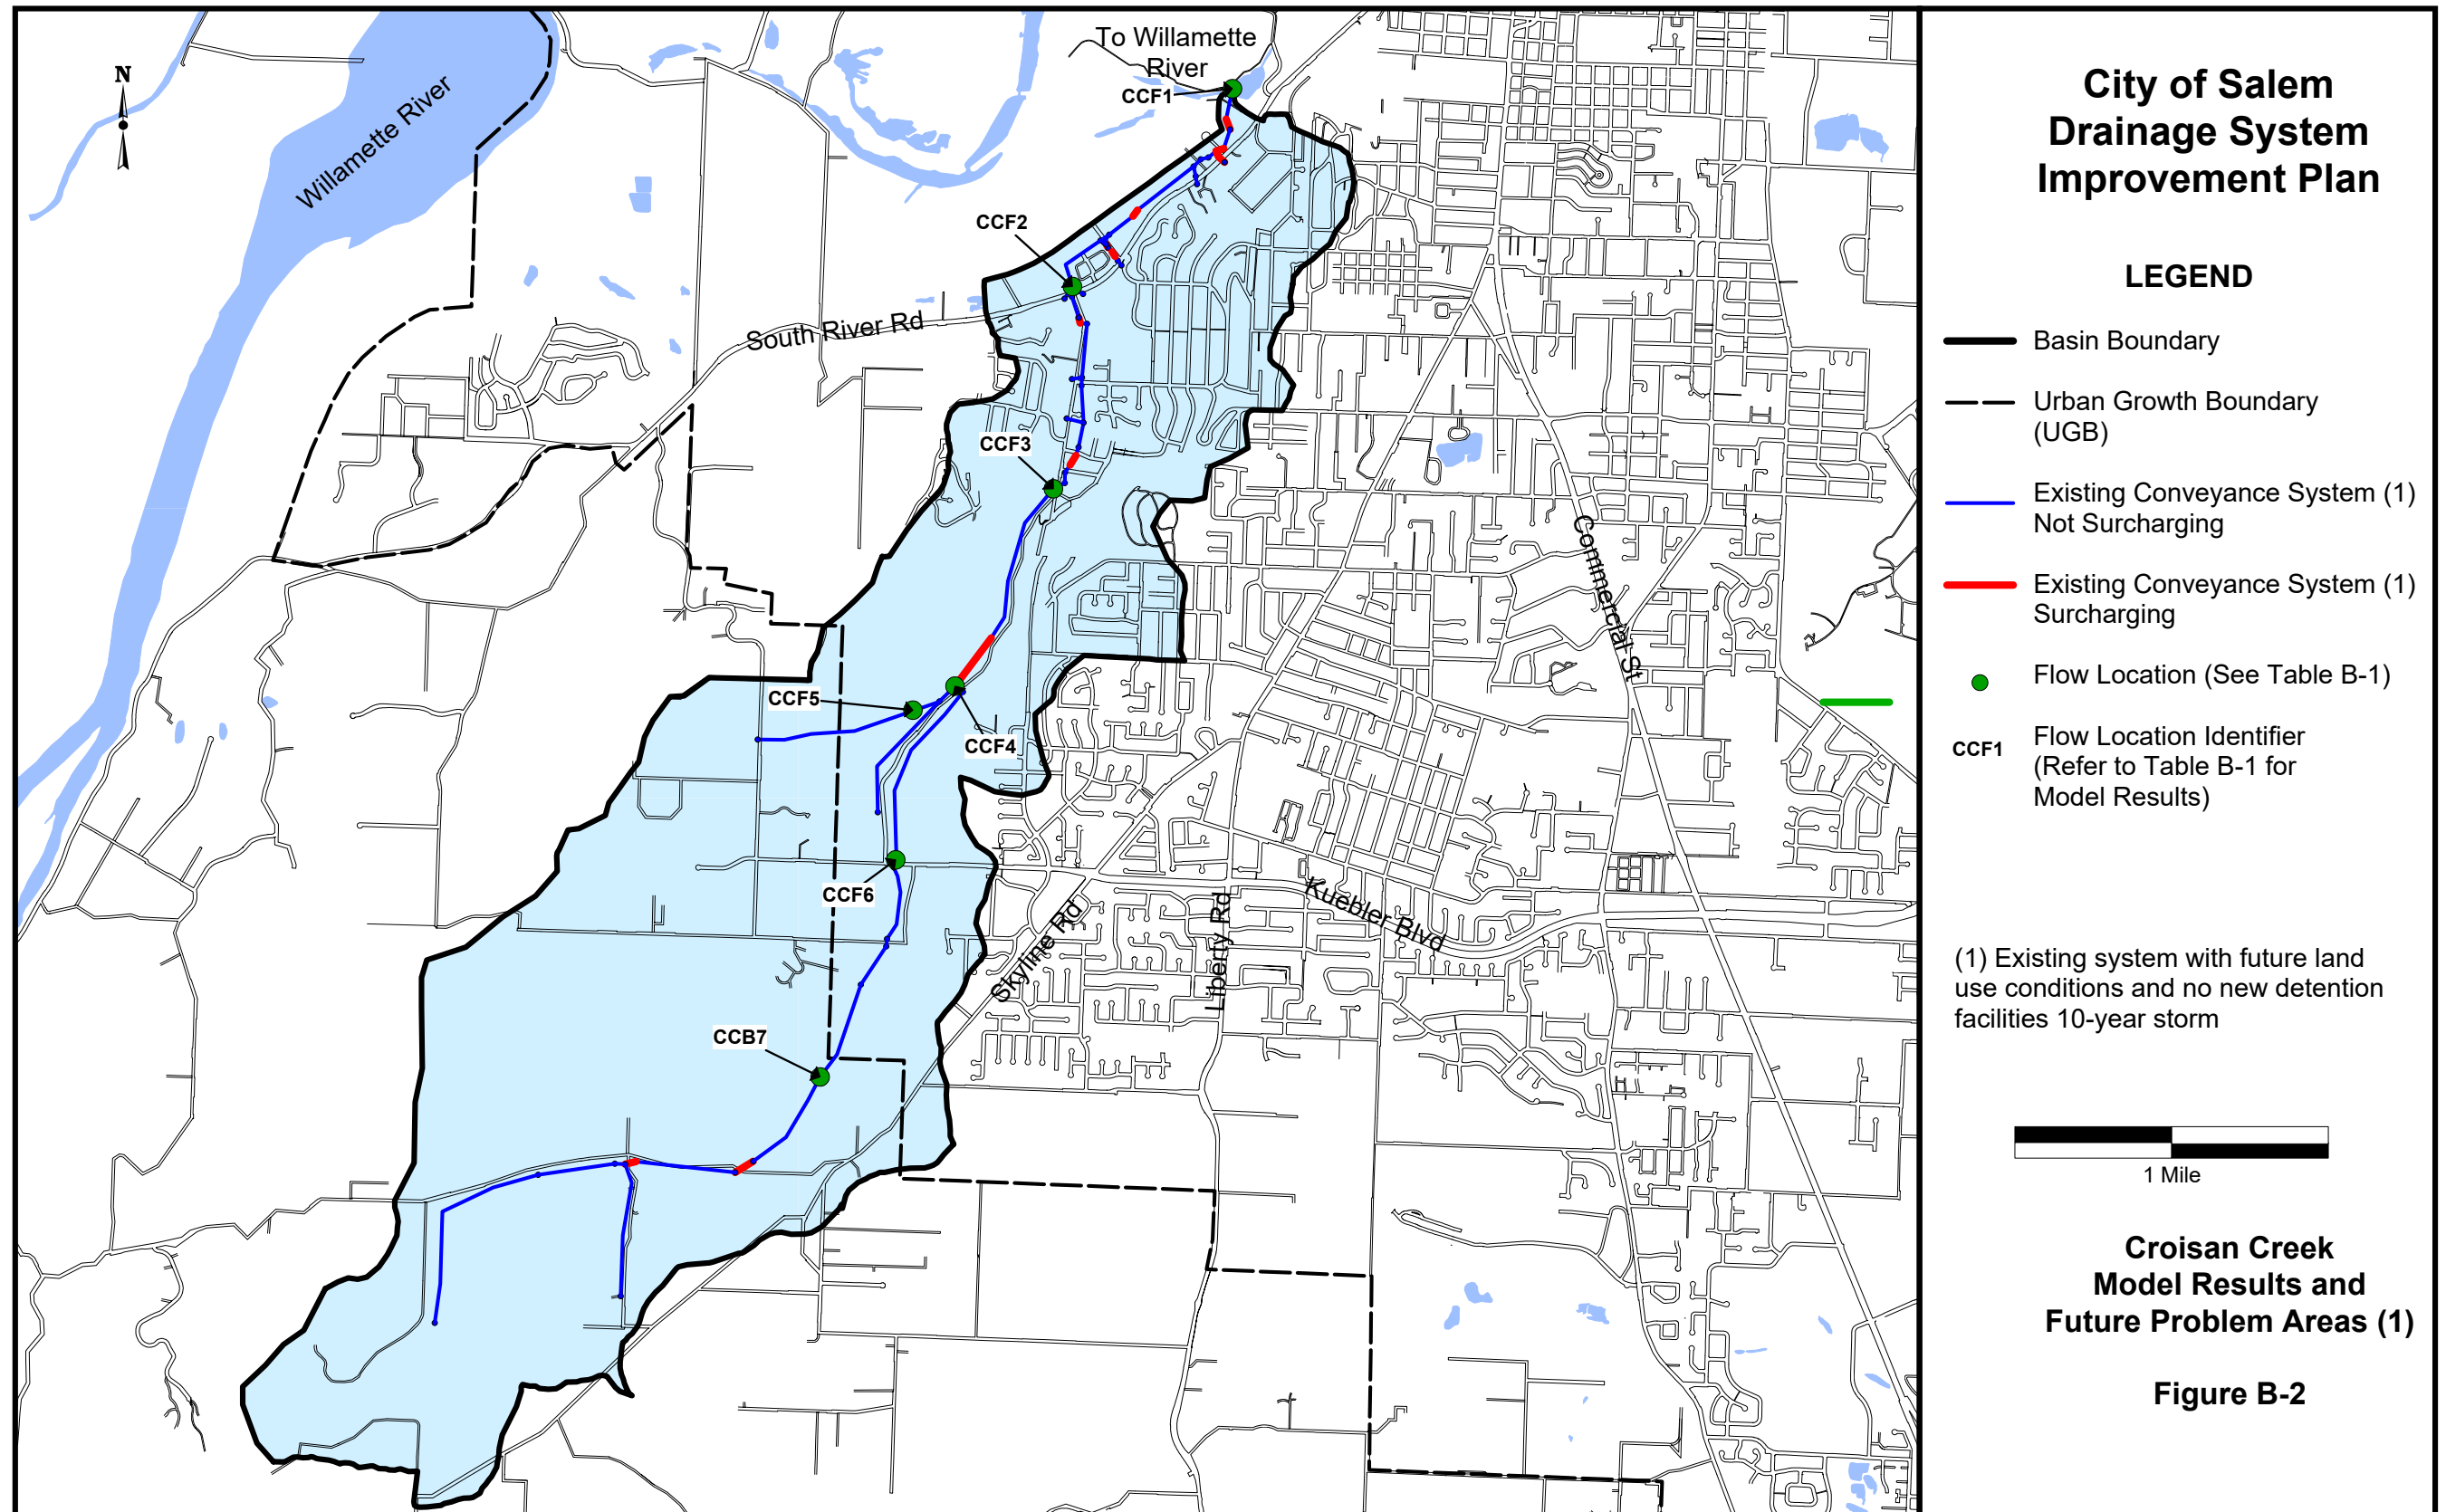 N
Willamette River
To Willamette
River
CCF1
CCF2
South River Rd
CCF3
Commercial St
CCF5
CCF4
CCF6
Kuebler Blvd
Liberty Rd
Skyline Rd
CCB7
City of Salem
Drainage System
Improvement Plan
LEGEND
Basin Boundary
Urban Growth Boundary
(UGB)
Existing Conveyance System (1)
Not Surcharging
Existing Conveyance System (1)
Surcharging
Flow Location (See Table B-1)
CCF1
Flow Location Identifier
(Refer to Table B-1 for
Model Results)
(1) Existing system with future land
use conditions and no new detention
facilities 10-year storm
1 Mile
Croisan Creek
Model Results and
Future Problem Areas (1)
Figure B-2